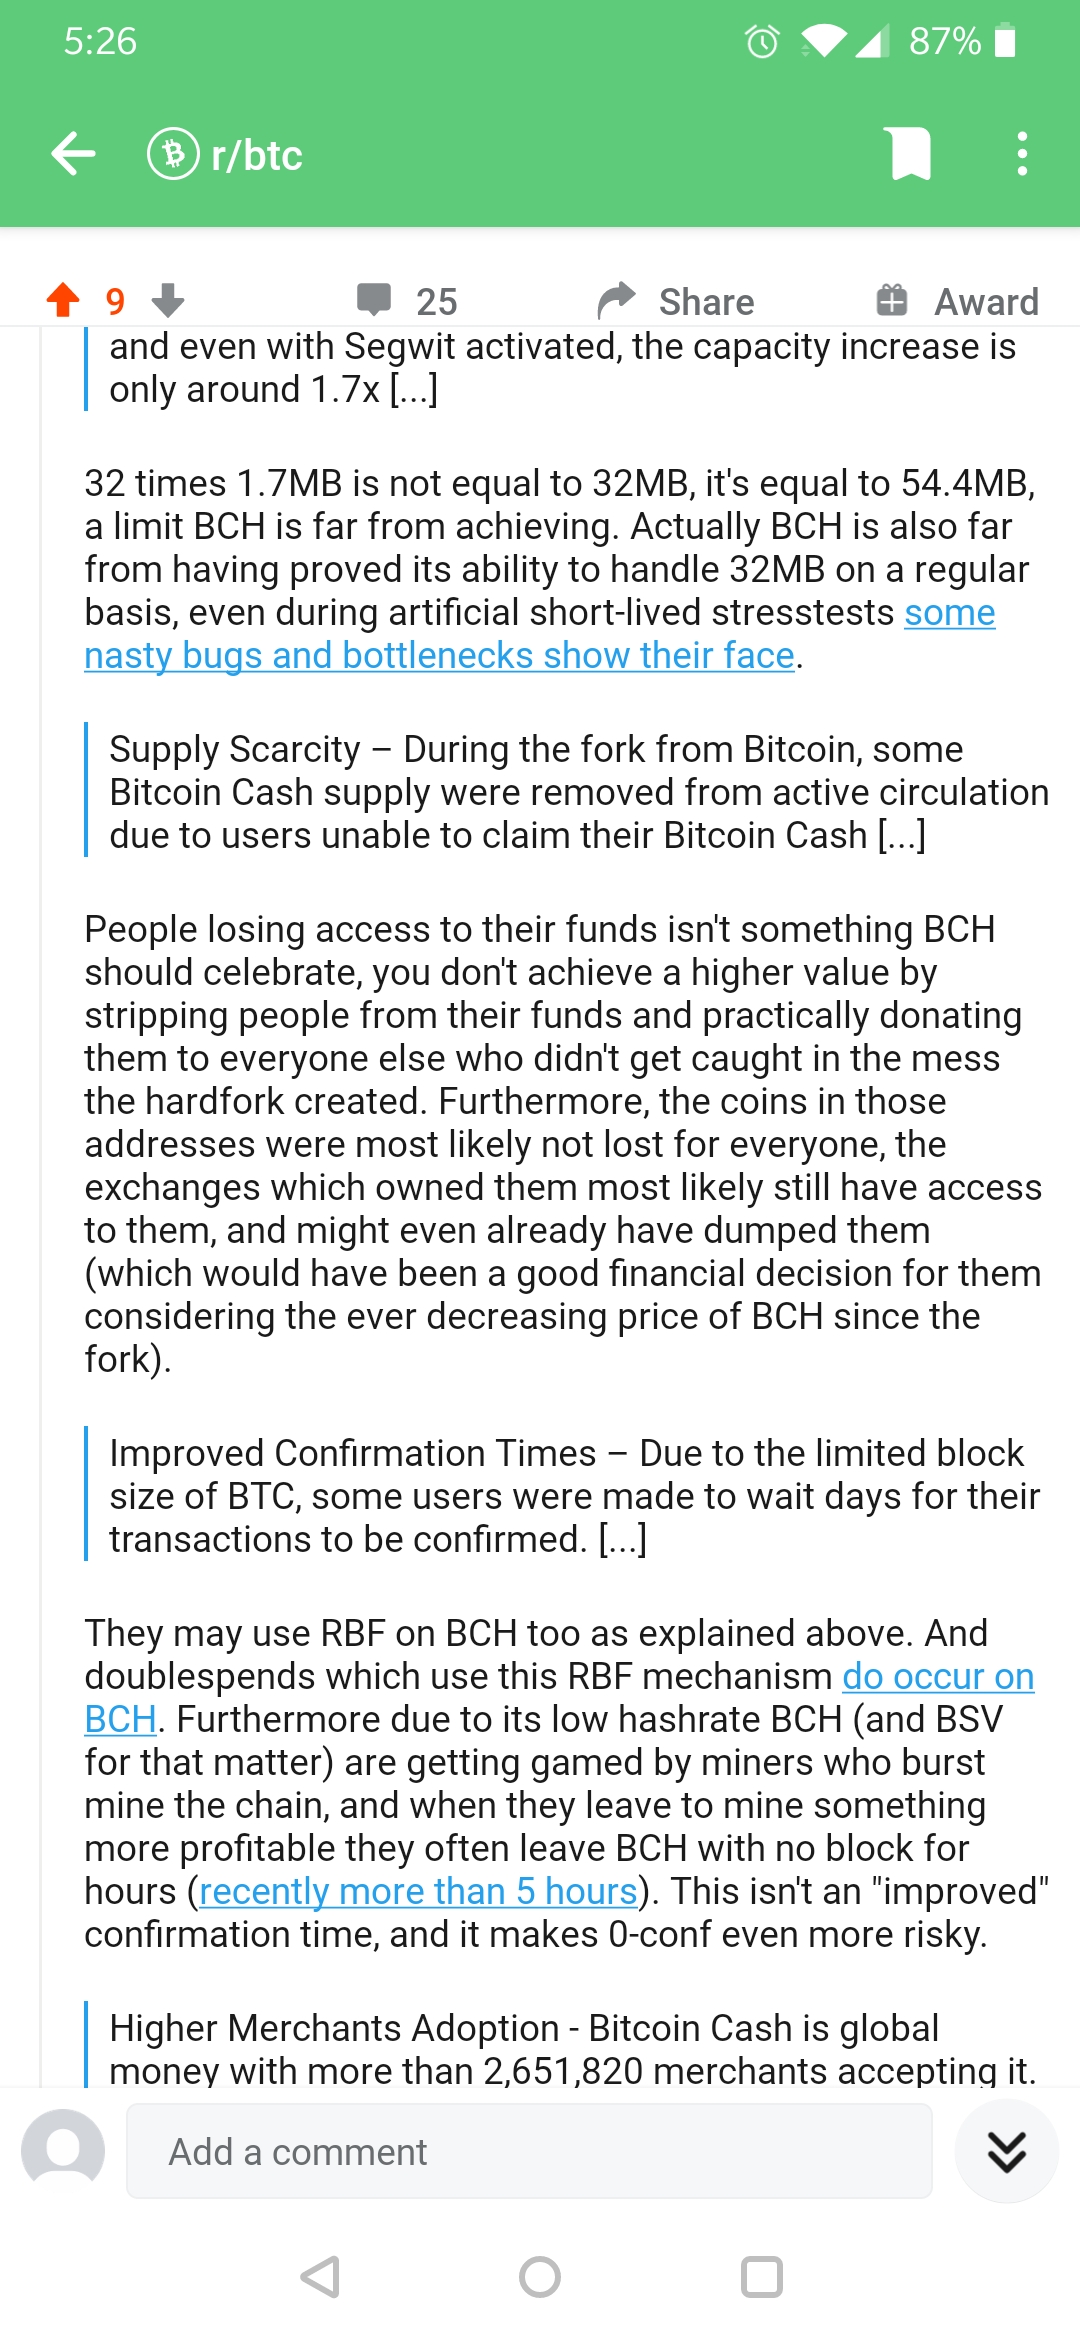 5:26
87%
r/btc
9
25
Share
Award
and even with Segwit activated, the capacity increase is
only around 1.7x [...]
32 times 1.7MB is not equal to 32MB, it's equal to 54.4MB,
a limit BCH is far from achieving. Actually BCH is also far
from having proved its ability to handle 32MB on a regular
basis, even during artificial short-lived stresstests some
nasty bugs and bottlenecks show their face.
Supply Scarcity – During the fork from Bitcoin, some
Bitcoin Cash supply were removed from active circulation
due to users unable to claim their Bitcoin Cash [...]
People losing access to their funds isn't something BCH
should celebrate, you don't achieve a higher value by
stripping people from their funds and practically donating
them to everyone else who didn't get caught in the mess
the hardfork created. Furthermore, the coins in those
addresses were most likely not lost for everyone, the
exchanges which owned them most likely still have access
to them, and might even already have dumped them
(which would have been a good financial decision for them
considering the ever decreasing price of BCH since the
fork).
Improved Confirmation Times – Due to the limited block
size of BTC, some users were made to wait days for their
transactions to be confirmed. [...]
They may use RBF on BCH too as explained above. And
doublespends which use this RBF mechanism do occur on
BCH. Furthermore due to its low hashrate BCH (and BSV
for that matter) are getting gamed by miners who burst
mine the chain, and when they leave to mine something
more profitable they often leave BCH with no block for
hours (recently more than 5 hours). This isn't an "improved"
confirmation time, and it makes 0-conf even more risky.
Higher Merchants Adoption - Bitcoin Cash is global
money with more than 2,651,820 merchants accepting it.
Add a comment